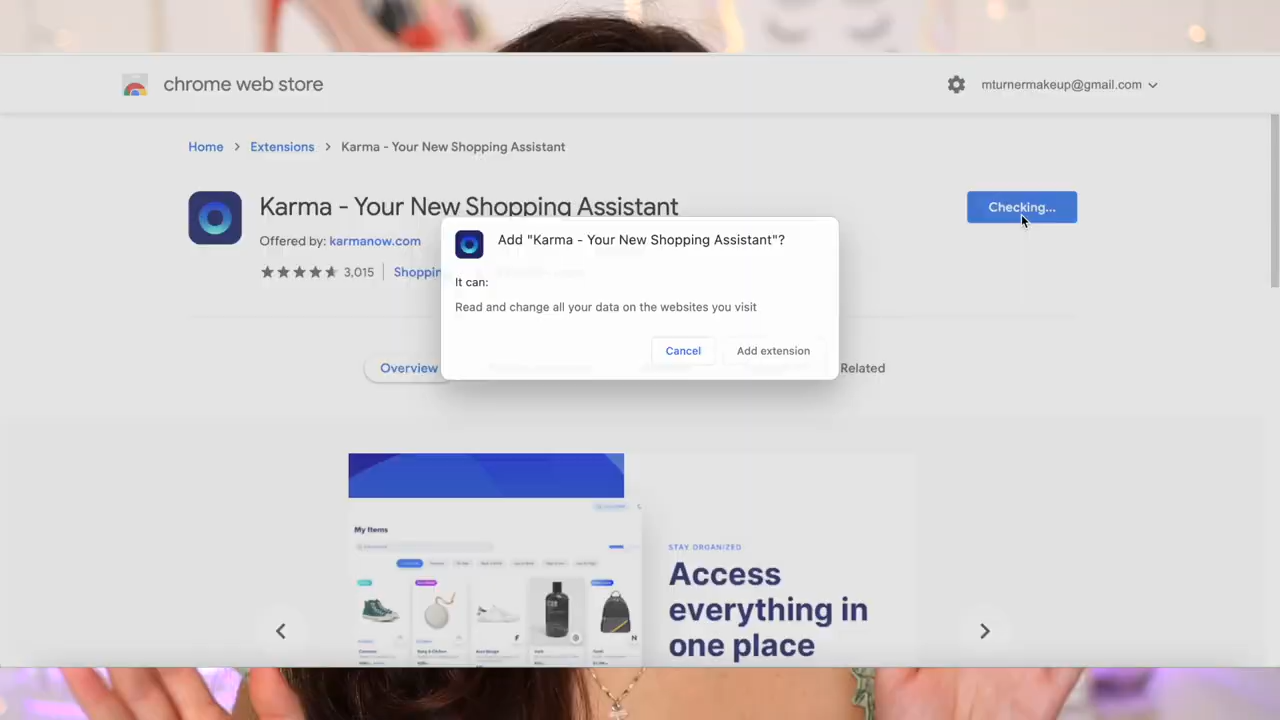 chrome web store
mturnermakeup@gmail.com
Home > Extensions > Karma - Your New Shopping Assistant
Karma - Your New Shopping Assistant
Checking...
Offered by: karmanow.com
3,015
Shoppin
Add "Karma - Your New Shopping Assistant"?
It can:
Read and change all your data on the websites you visit
Cancel
Add extension
Overview
Related
My Items
STAY ORGANIZED
Access
everything in
one place